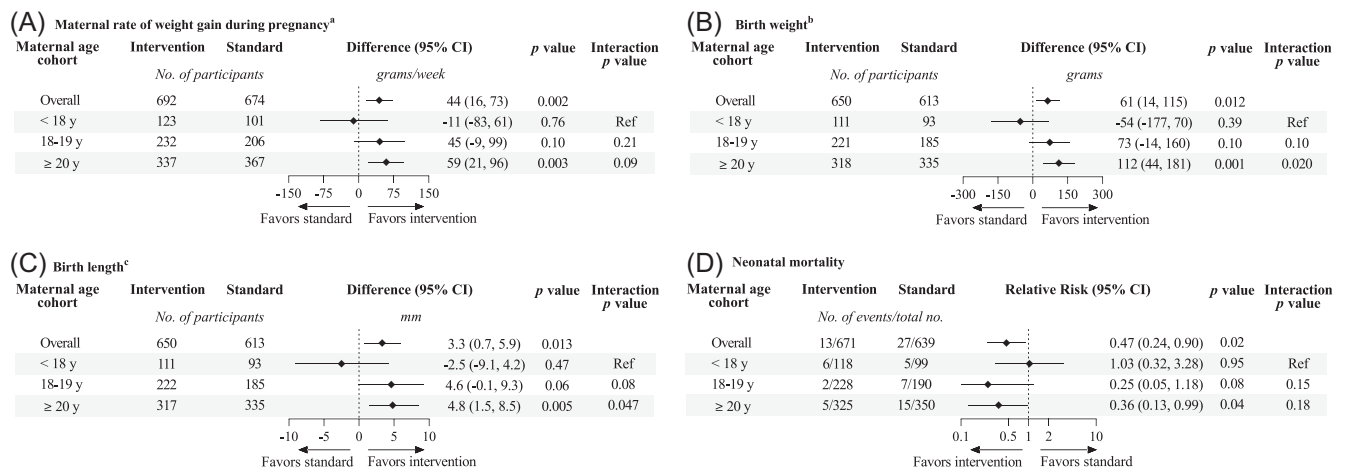 (A) Maternal rate of weight gain during pregnancyᵃ
Maternal age cohort Intervention Standard Difference (95% CI) p value Interaction p value
No. of participants grams/week
Overall 692 674 44 (16, 73) 0.002
< 18 y 123 101 -11 (-83, 61) 0.76 Ref
18-19 y 232 206 45 (-9, 99) 0.10 0.21
≥ 20 y 337 367 59 (21, 96) 0.003 0.09
-150 -75 0 75 150
Favors standard Favors intervention
(B) Birth weightᵇ
Maternal age cohort Intervention Standard Difference (95% CI) p value Interaction p value
No. of participants grams
Overall 650 613 61 (14, 115) 0.012
< 18 y 111 93 -54 (-177, 70) 0.39 Ref
18-19 y 221 185 73 (-14, 160) 0.10 0.10
≥ 20 y 318 335 112 (44, 181) 0.001 0.020
-300 -150 0 150 300
Favors standard Favors intervention
(C) Birth lengthᶜ
Maternal age cohort Intervention Standard Difference (95% CI) p value Interaction p value
No. of participants mm
Overall 650 613 3.3 (0.7, 5.9) 0.013
< 18 y 111 93 -2.5 (-9.1, 4.2) 0.47 Ref
18-19 y 222 185 4.6 (-0.1, 9.3) 0.06 0.08
≥ 20 y 317 335 4.8 (1.5, 8.5) 0.005 0.047
-10 -5 0 5 10
Favors standard Favors intervention
(D) Neonatal mortality
Maternal age cohort Intervention Standard Relative Risk (95% CI) p value Interaction p value
No. of events/total no.
Overall 13/671 27/639 0.47 (0.24, 0.90) 0.02
< 18 y 6/118 5/99 1.03 (0.32, 3.28) 0.95 Ref
18-19 y 2/228 7/190 0.25 (0.05, 1.18) 0.08 0.15
≥ 20 y 5/325 15/350 0.36 (0.13, 0.99) 0.04 0.18
0.1 0.5 1 2 10
Favors intervention Favors standard